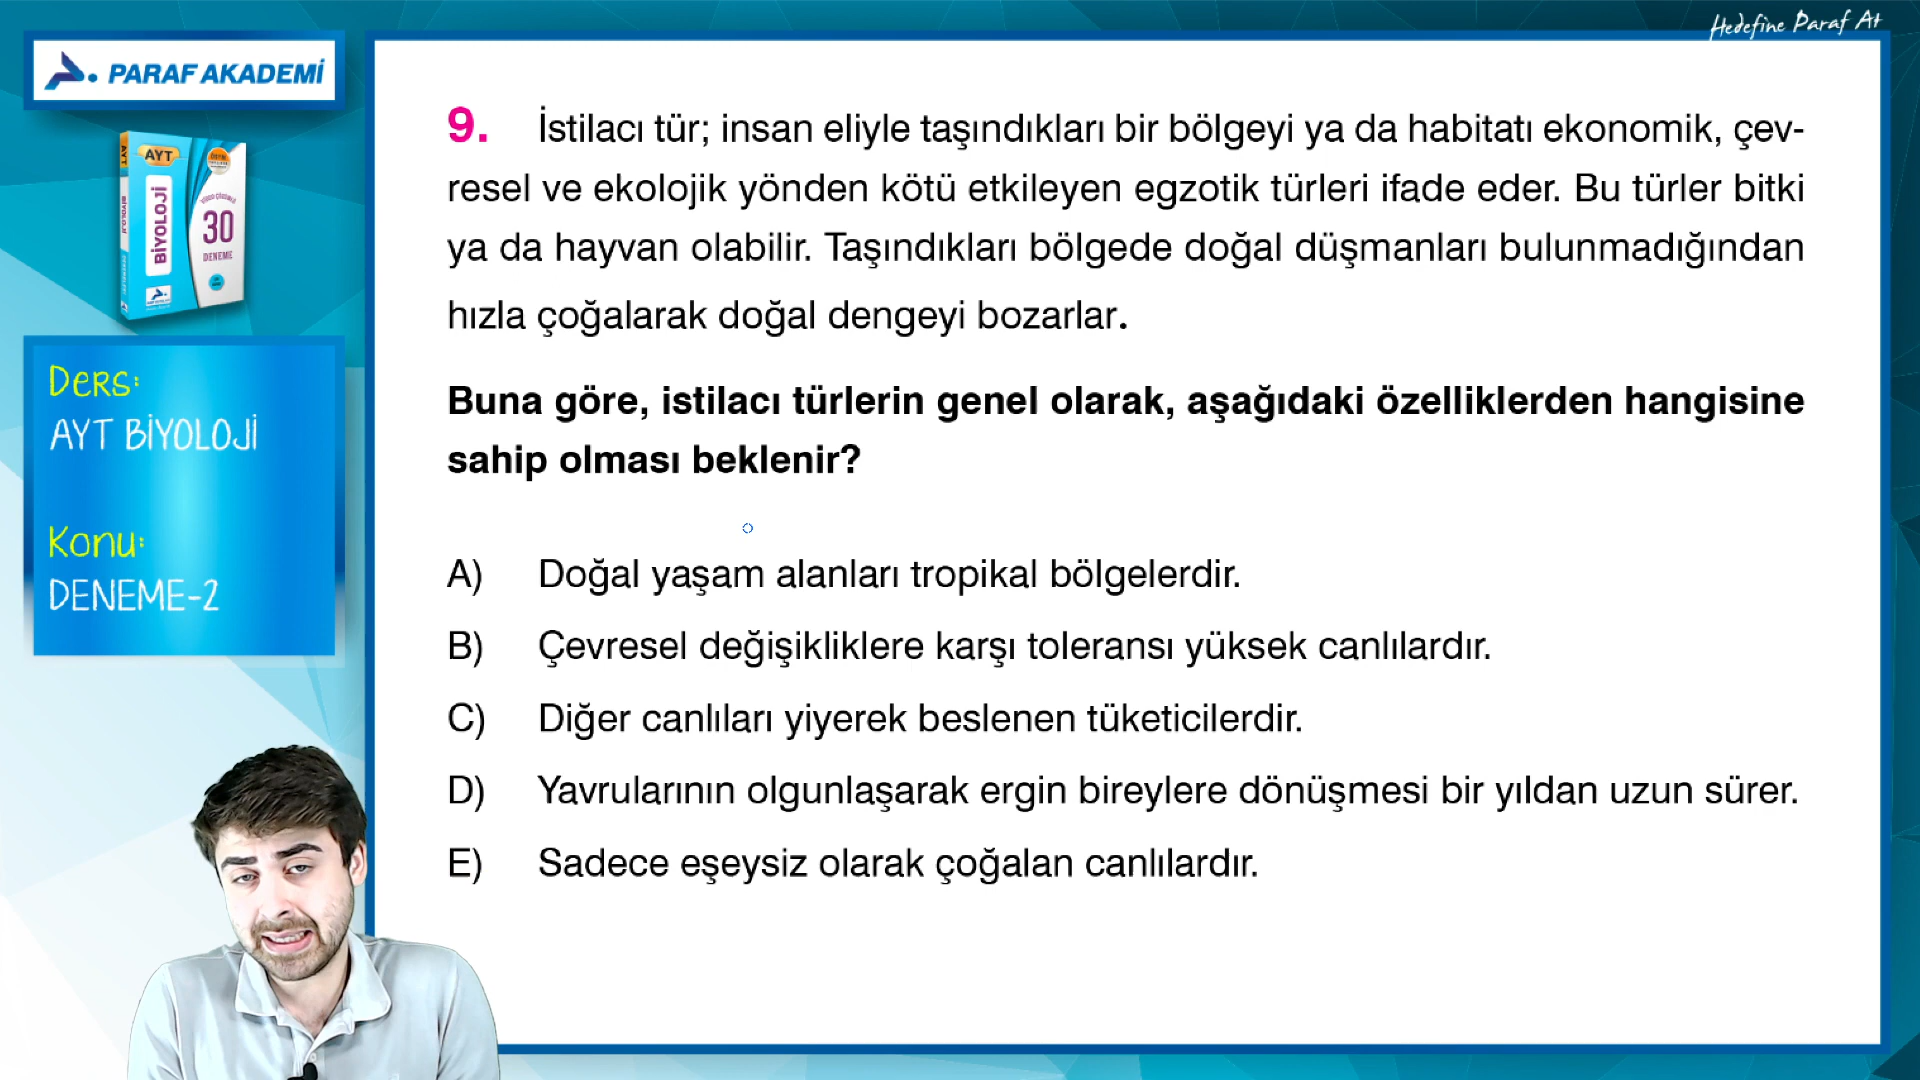 Hedefine Paraf At
PARAF AKADEMİ
AYT
BİYOLOJİ
30
DENEME
Ders:
AYT BİYOLOJİ
Konu:
DENEME-2
9. İstilacı tür; insan eliyle taşındıkları bir bölgeyi ya da habitatı ekonomik, çev-
resel ve ekolojik yönden kötü etkileyen egzotik türleri ifade eder. Bu türler bitki
ya da hayvan olabilir. Taşındıkları bölgede doğal düşmanları bulunmadığından
hızla çoğalarak doğal dengeyi bozarlar.
Buna göre, istilacı türlerin genel olarak, aşağıdaki özelliklerden hangisine
sahip olması beklenir?
A) Doğal yaşam alanları tropikal bölgelerdir.
B) Çevresel değişikliklere karşı toleransı yüksek canlılardır.
C) Diğer canlıları yiyerek beslenen tüketicilerdir.
D) Yavrularının olgunlaşarak ergin bireylere dönüşmesi bir yıldan uzun sürer.
E) Sadece eşeysiz olarak çoğalan canlılardır.